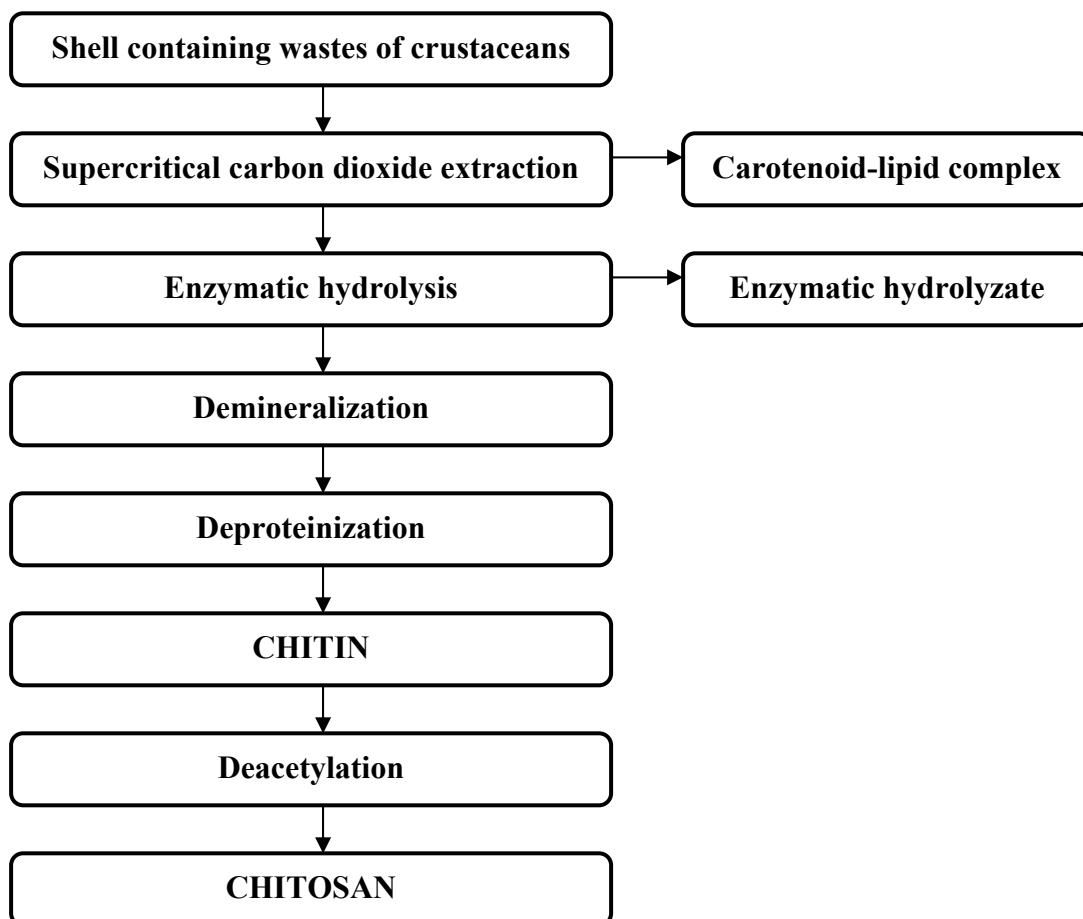 Shell containing wastes of crustaceans
Supercritical carbon dioxide extraction
Carotenoid-lipid complex
Enzymatic hydrolysis
Enzymatic hydrolyzate
Demineralization
Deproteinization
CHITIN
Deacetylation
CHITOSAN